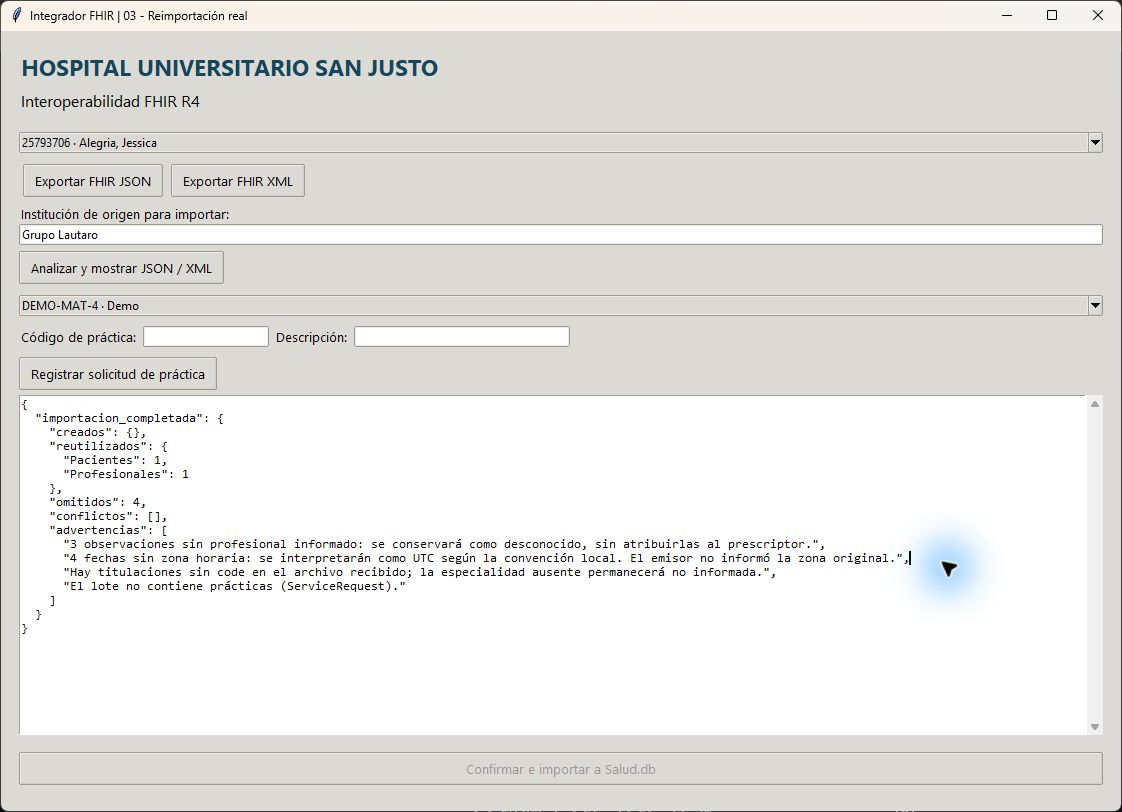 Integrador FHIR | 03 - Reimportación real
HOSPITAL UNIVERSITARIO SAN JUSTO
Interoperabilidad FHIR R4
25793706 · Alegria, Jessica
Exportar FHIR JSON Exportar FHIR XML
Institución de origen para importar:
Grupo Lautaro
Analizar y mostrar JSON / XML
DEMO-MAT-4 · Demo
Código de práctica: Descripción:
Registrar solicitud de práctica
{
  "importacion_completada": {
    "creados": {},
    "reutilizados": {
      "Pacientes": 1,
      "Profesionales": 1
    },
    "omitidos": 4,
    "conflictos": [],
    "advertencias": [
      "3 observaciones sin profesional informado: se conservará como desconocido, sin atribuirlas al prescriptor.",
      "4 fechas sin zona horaria: se interpretarán como UTC según la convención local. El emisor no informó la zona original.",
      "Hay titulaciones sin code en el archivo recibido; la especialidad ausente permanecerá no informada.",
      "El lote no contiene prácticas (ServiceRequest)."
    ]
  }
}
Confirmar e importar a Salud.db